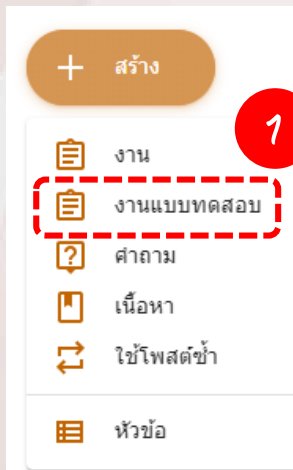 สร้าง
1
งาน
งานแบบทดสอบ
คำถาม
เนื้อหา
ใช้โพสต์ซ้ำ
หัวข้อ